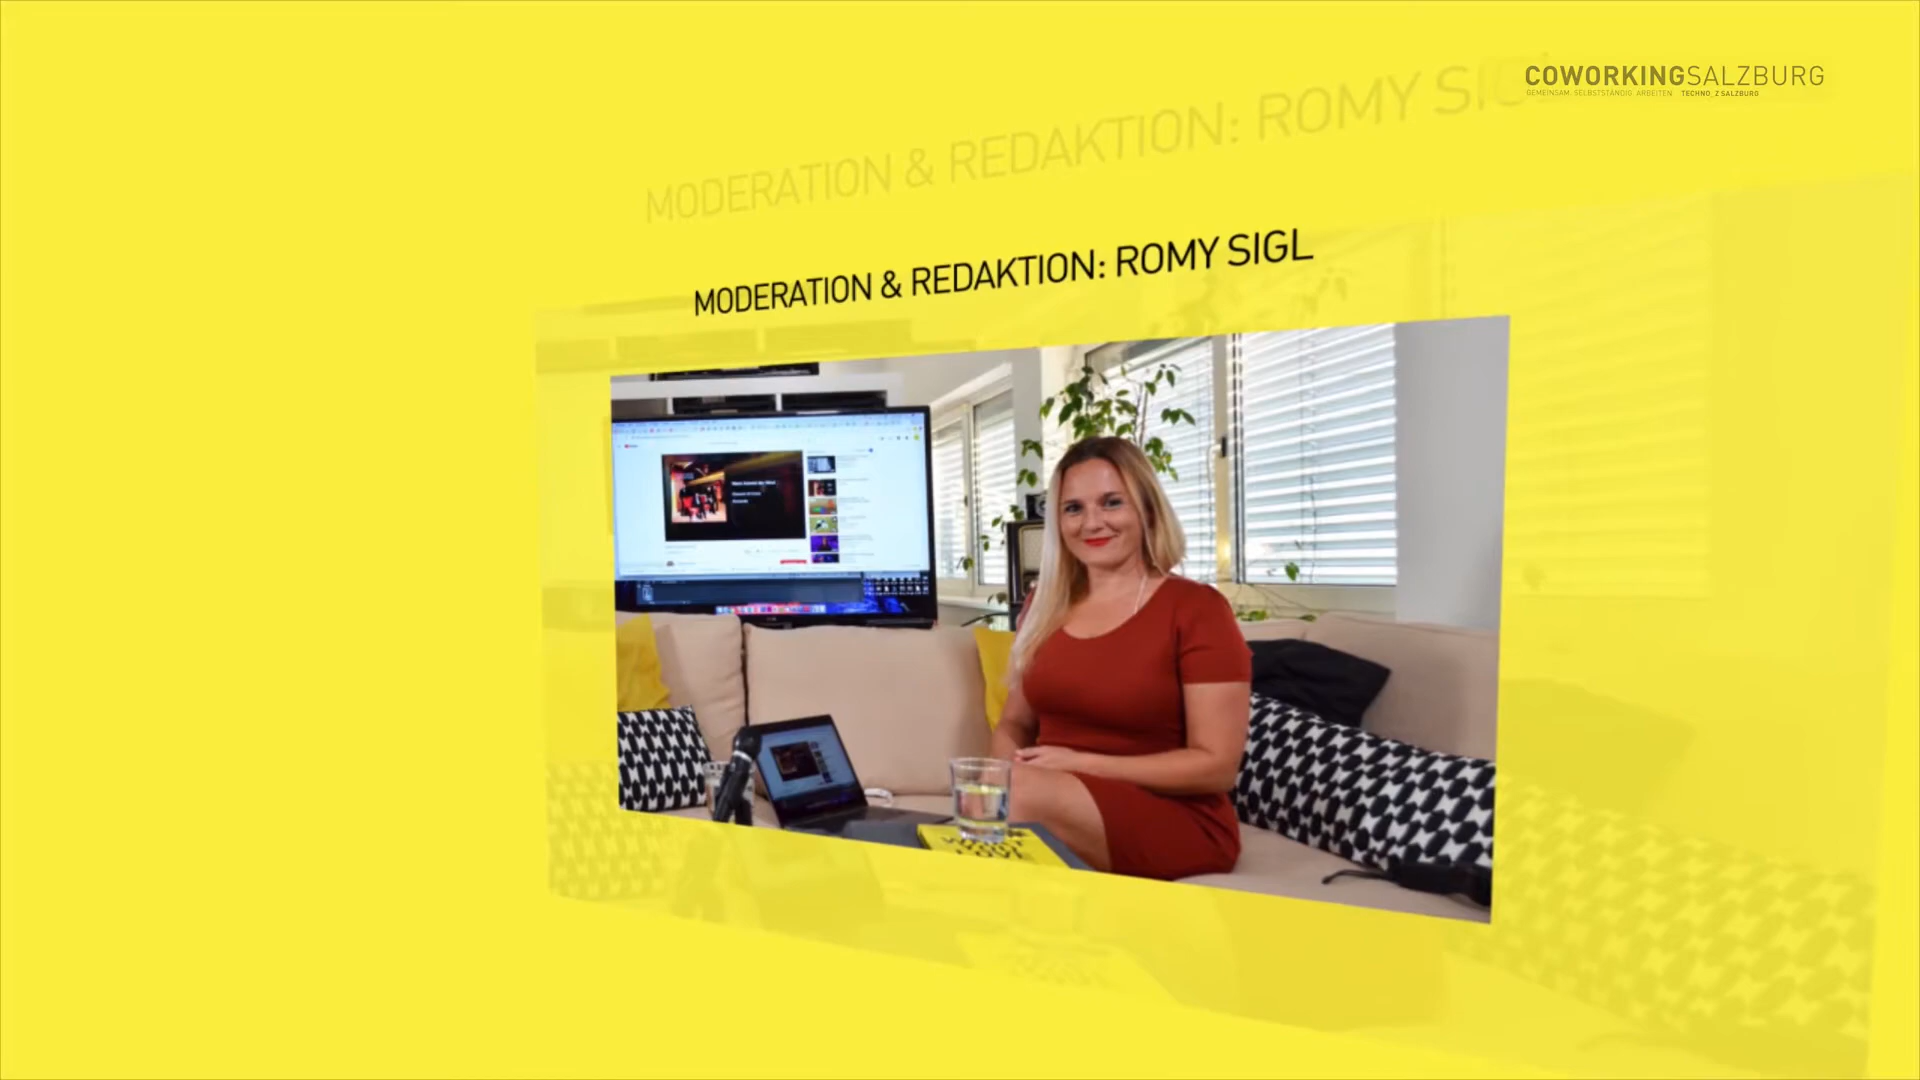 COWORKINGSALZBURG
GEMEINSAM. SELBSTSTÄNDIG. ARBEITEN TECHNO_Z SALZBURG
MODERATION & REDAKTION: ROMY SIGL
MODERATION & REDAKTION: ROMY SIGL